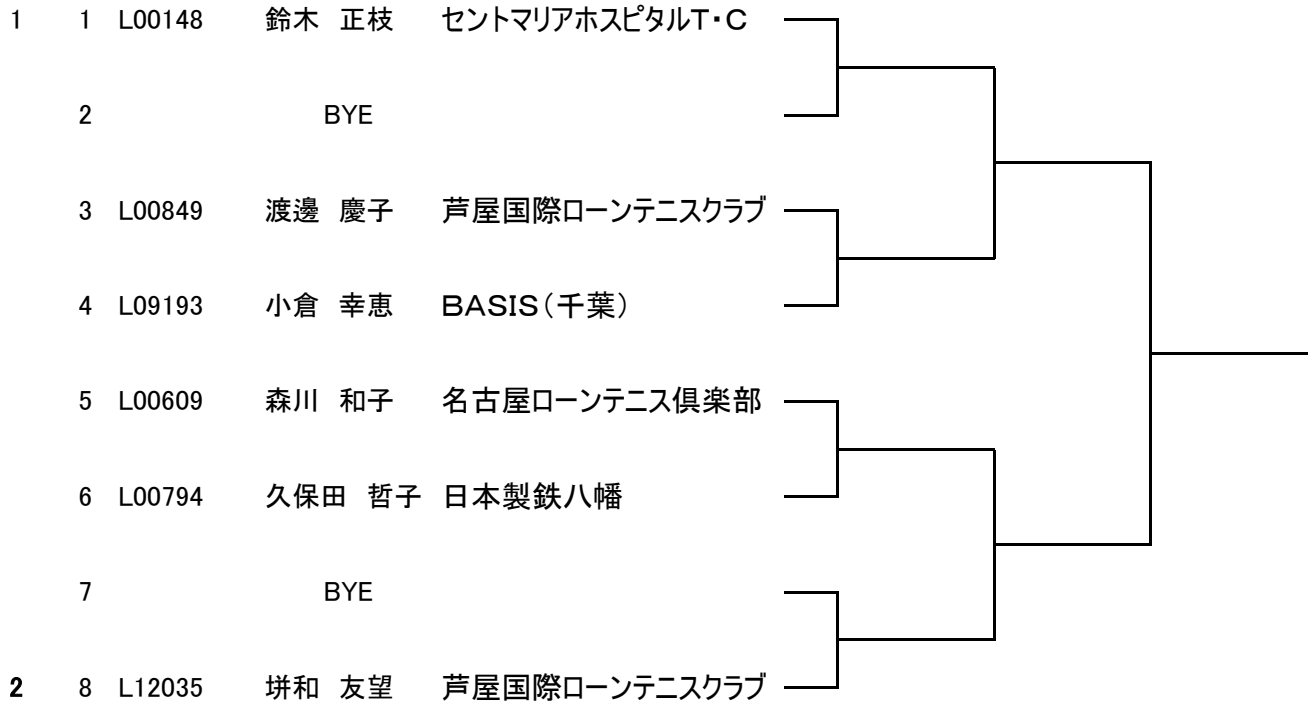 1 1 L00148 鈴木 正枝 セントマリアホスピタルT・C
2 BYE
3 L00849 渡邊 慶子 芦屋国際ローンテニスクラブ
4 L09193 小倉 幸恵 BASIS(千葉)
5 L00609 森川 和子 名古屋ローンテニス倶楽部
6 L00794 久保田 哲子 日本製鉄八幡
7 BYE
2 8 L12035 垪和 友望 芦屋国際ローンテニスクラブ